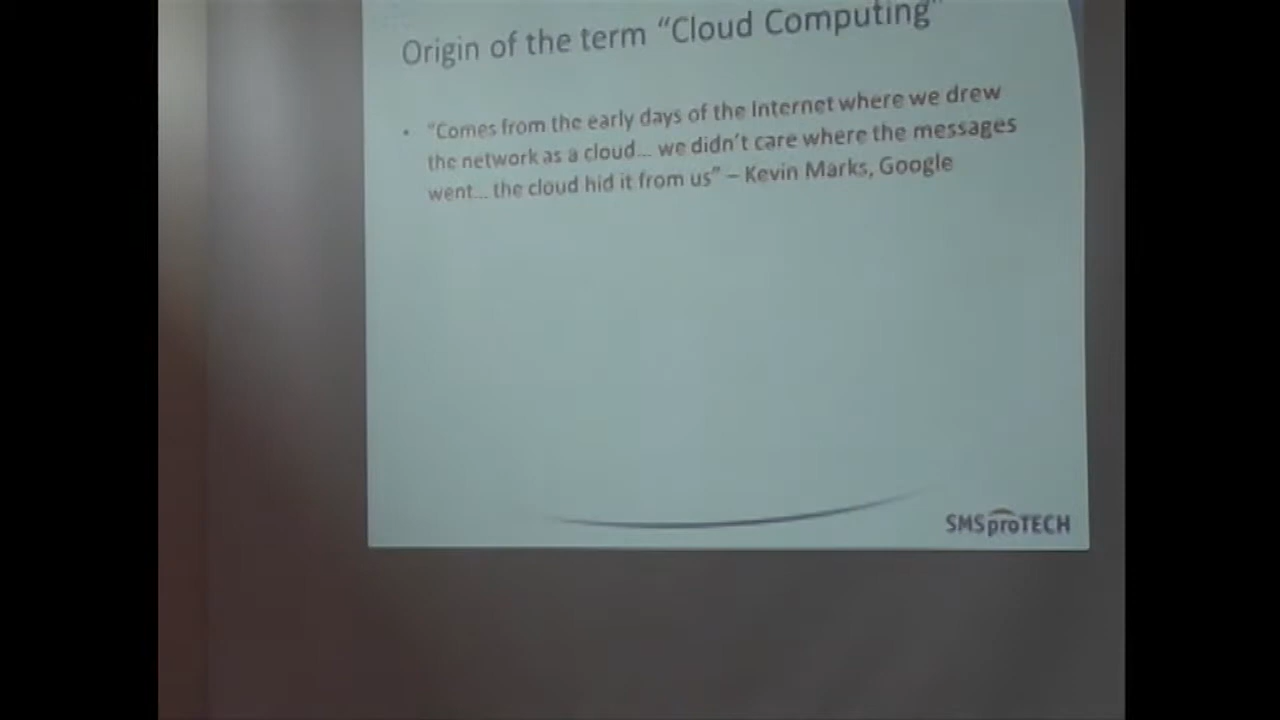 Origin of the term “Cloud Computing”
• “Comes from the early days of the Internet where we drew
the network as a cloud... we didn’t care where the messages
went... the cloud hid it from us” – Kevin Marks, Google
SMSproTECH